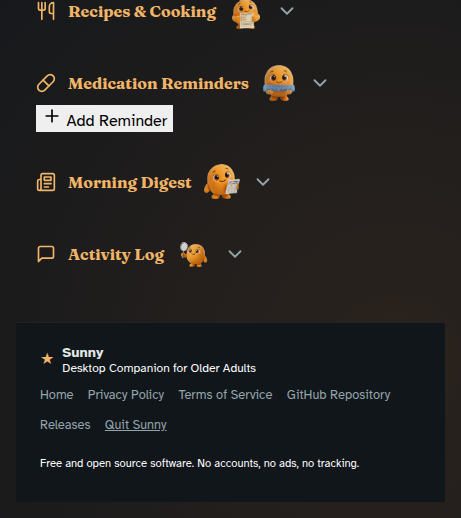 Recipes & Cooking
Medication Reminders
Add Reminder
Morning Digest
Activity Log
Sunny
Desktop Companion for Older Adults
Home Privacy Policy Terms of Service GitHub Repository
Releases Quit Sunny
Free and open source software. No accounts, no ads, no tracking.